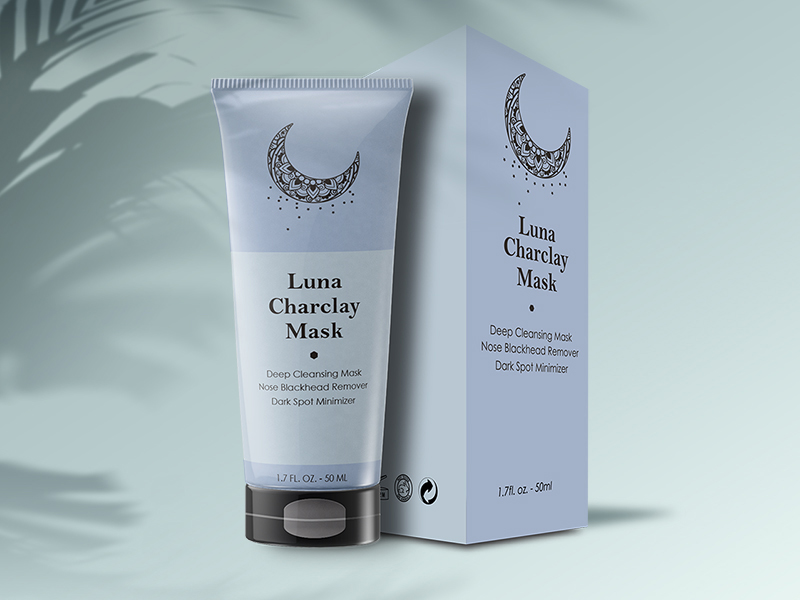 Luna
Charclay
Mask
Deep Cleansing Mask
Nose Blackhead Remover
Dark Spot Minimizer
1.7 FL. OZ. - 50 ML
Luna
Charclay
Mask
Deep Cleansing Mask
Nose Blackhead Remover
Dark Spot Minimizer
1.7fl. oz. - 50ml